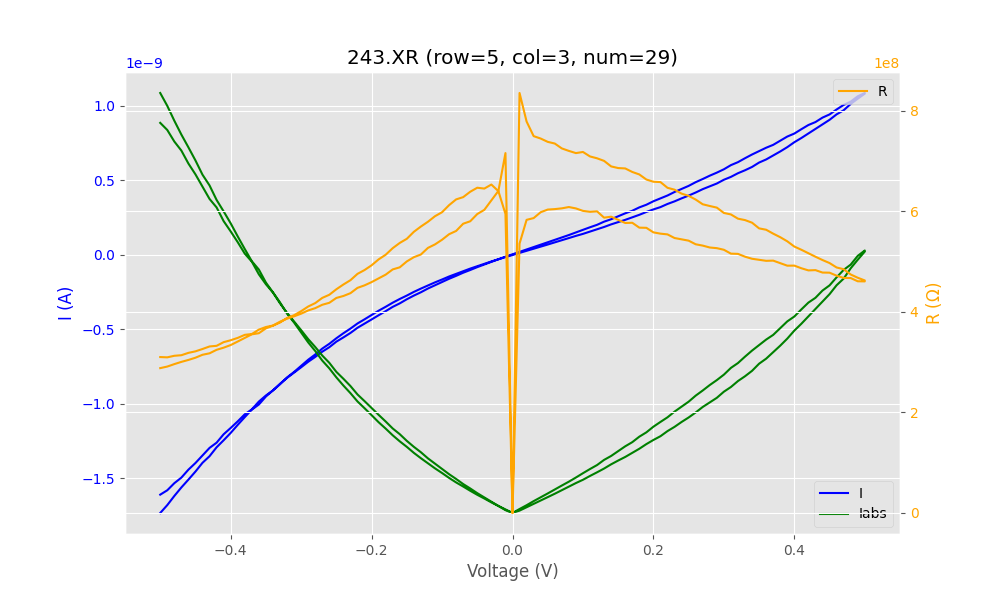 243.XR (row=5, col=3, num=29)
1e−9
1e8
R
1.0
0.5
0.0
−0.5
−1.0
−1.5
I (A)
8
6
4
2
0
R (Ω)
I
Iabs
−0.4
−0.2
0.0
0.2
0.4
Voltage (V)